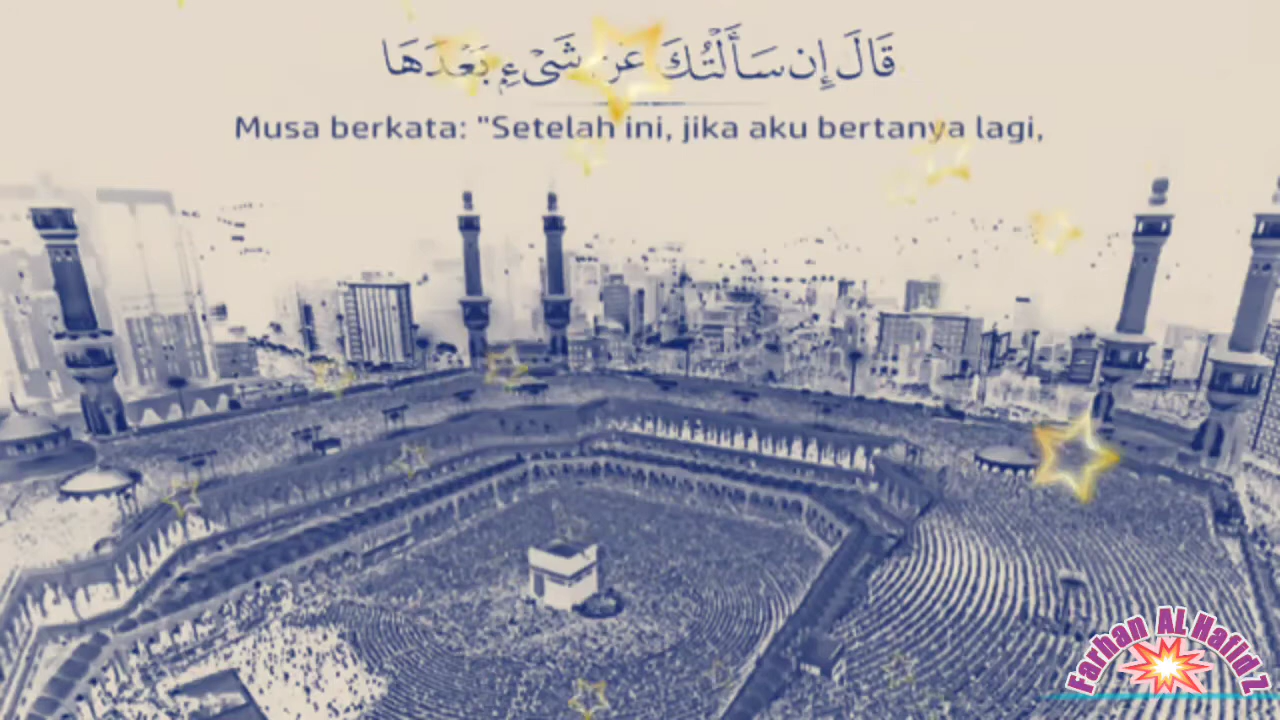 قَالَ إِن سَأَلْتُكَ عَن شَىْءٍۭ بَعْدَهَا
Musa berkata: "Setelah ini, jika aku bertanya lagi,
Farhan AL Hafidz